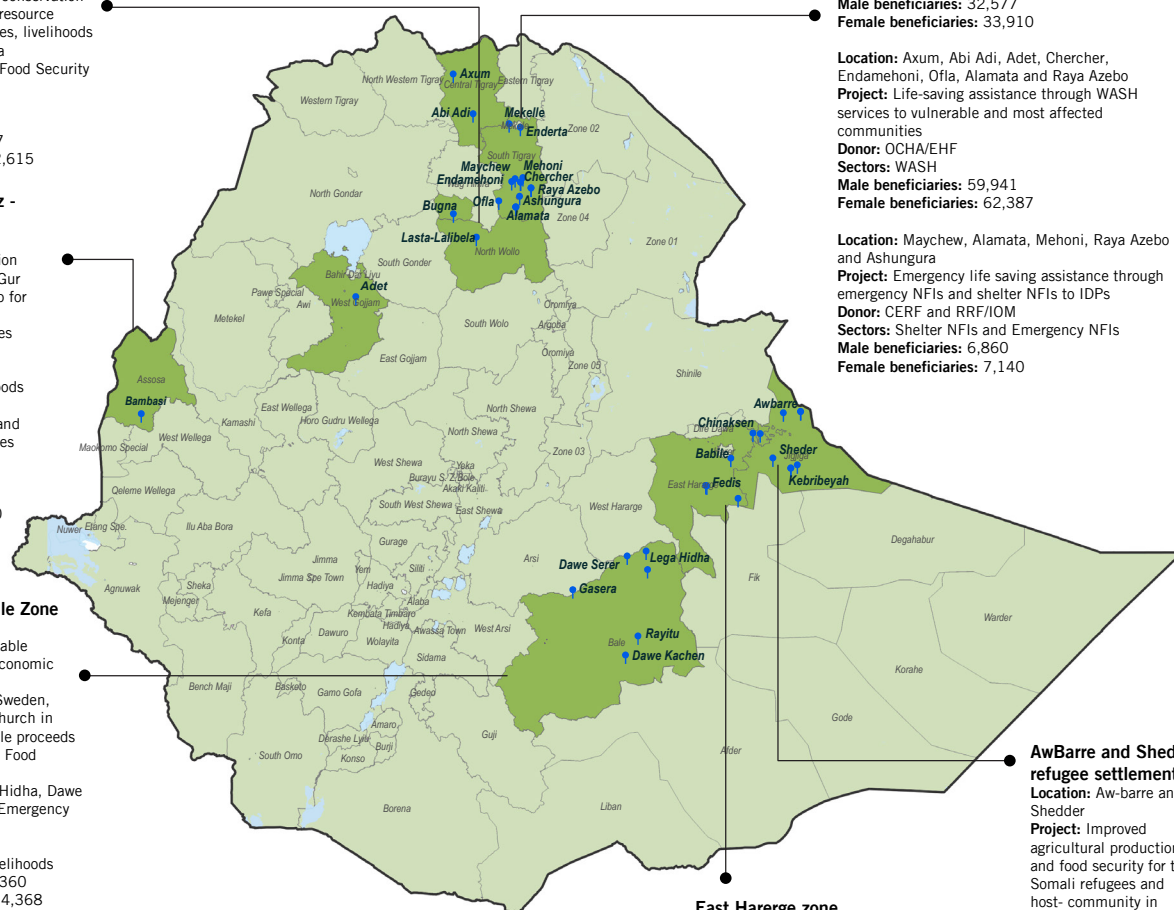 conservation
resource
es, livelihoods
Food Security
2,615
z -
ion
Gur
o for
es
oods
and
es
le Zone
able
economic
Sweden,
hurch in
le proceeds
Food
Hidha, Dawe
Emergency
elihoods
360
4,368
Male beneficiaries: 32,577
Female beneficiaries: 33,910
Location: Axum, Abi Adi, Adet, Chercher,
Endamehoni, Ofla, Alamata and Raya Azebo
Project: Life-saving assistance through WASH
services to vulnerable and most affected
communities
Donor: OCHA/EHF
Sectors: WASH
Male beneficiaries: 59,941
Female beneficiaries: 62,387
Location: Maychew, Alamata, Mehoni, Raya Azebo
and Ashungura
Project: Emergency life saving assistance through
emergency NFIs and shelter NFIs to IDPs
Donor: CERF and RRF/IOM
Sectors: Shelter NFIs and Emergency NFIs
Male beneficiaries: 6,860
Female beneficiaries: 7,140
North Western Tigray
Axum
Central Tigray
Eastern Tigray
Western Tigray
Abi Adi
Mekelle
Enderta
Zone 02
South Tigray
Maychew
Mehoni
Endamehoni
Chercher
Raya Azebo
North Gondar
Bugna
Ofla
Ashungura
Alamata
Zone 04
Lasta-Lalibela
North Wollo
Zone 01
South Gonder
Bahir Dar Liyu
Adet
Pawe Special
Awi
West Gojjam
Metekel
Oromiya
South Wolo
Argoba
Oromiya
East Gojjam
Zone 05
Shinile
Assosa
Bambasi
East Wellega
Kamashi
Horo Gudru Wellega
North Shewa
Awbarre
Chinaksen
Dire Dawa
Maokomo Special
West Wellega
North Shewa
Zone 03
Babile
Sheder
Jijiga
West Shewa
Yeka
Burayu S. Z/Bole
Akaki Kaliti
Qeleme Wellega
East Harage
Fedis
Kebribeyah
South West Shewa
East Shewa
West Hararge
Nuwer
Etang Spe.
Ilu Aba Bora
Gurage
Degahabur
Jimma
Arsi
Dawe Serer
Lega Hidha
Yem
Siliti
Jimma Spe Town
Hadiya
Fik
Agnuwak
Sheka
Mejenger
Gasera
Alaba
Kefa
Kembata Timbaro
Hadiya
Warder
Dawuro
Awassa Town
West Arsi
Konta
Wolayita
Bale
Rayitu
Sidama
Dawe Kachen
Korahe
Bench Maji
Basketo
Gamo Gofa
Gedeo
Gode
Amaro
Guji
Derashe Lyiu
Burji
Afder
South Omo
Konso
Borena
Liban
AwBarre and Shed
refugee settlement
Location: Aw-barre an
Shedder
Project: Improved
agricultural production
and food security for t
Somali refugees and
host- community in
East Harerge zone